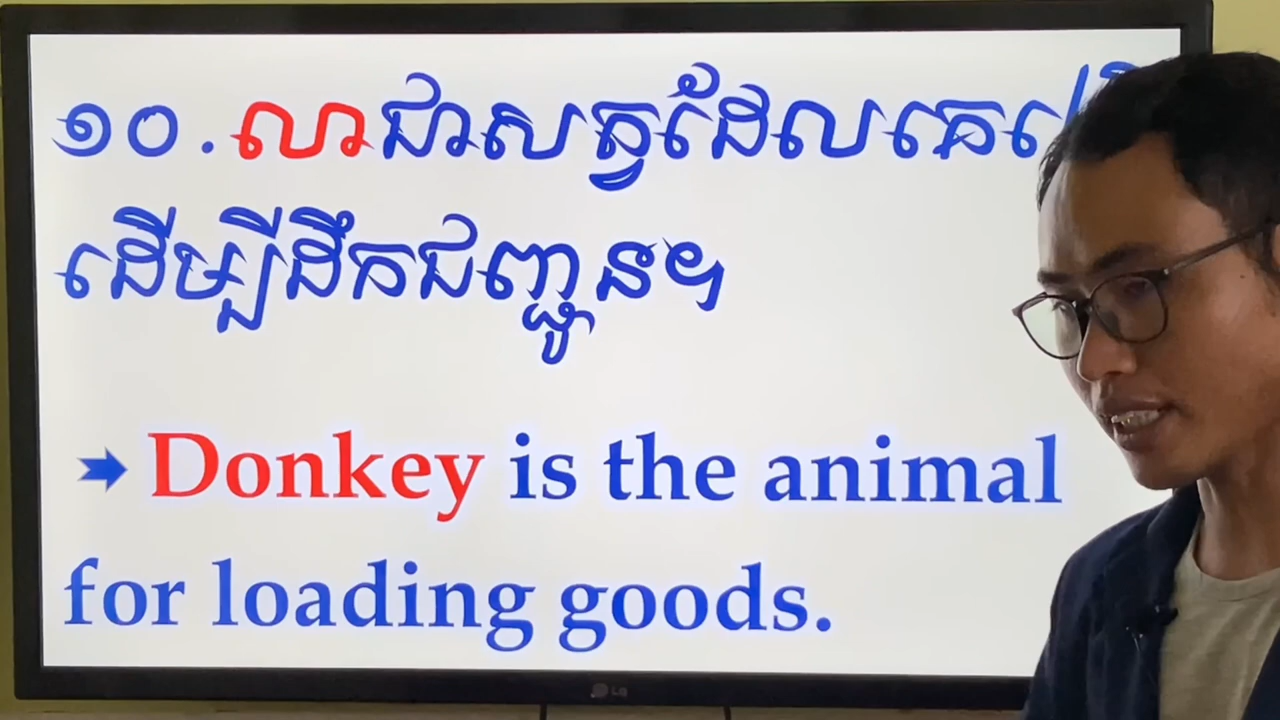 ១០.លាជាសត្វដែលគេ
ដើម្បីដឹកជញ្ជូន។
Donkey is the animal
for loading goods.
LG